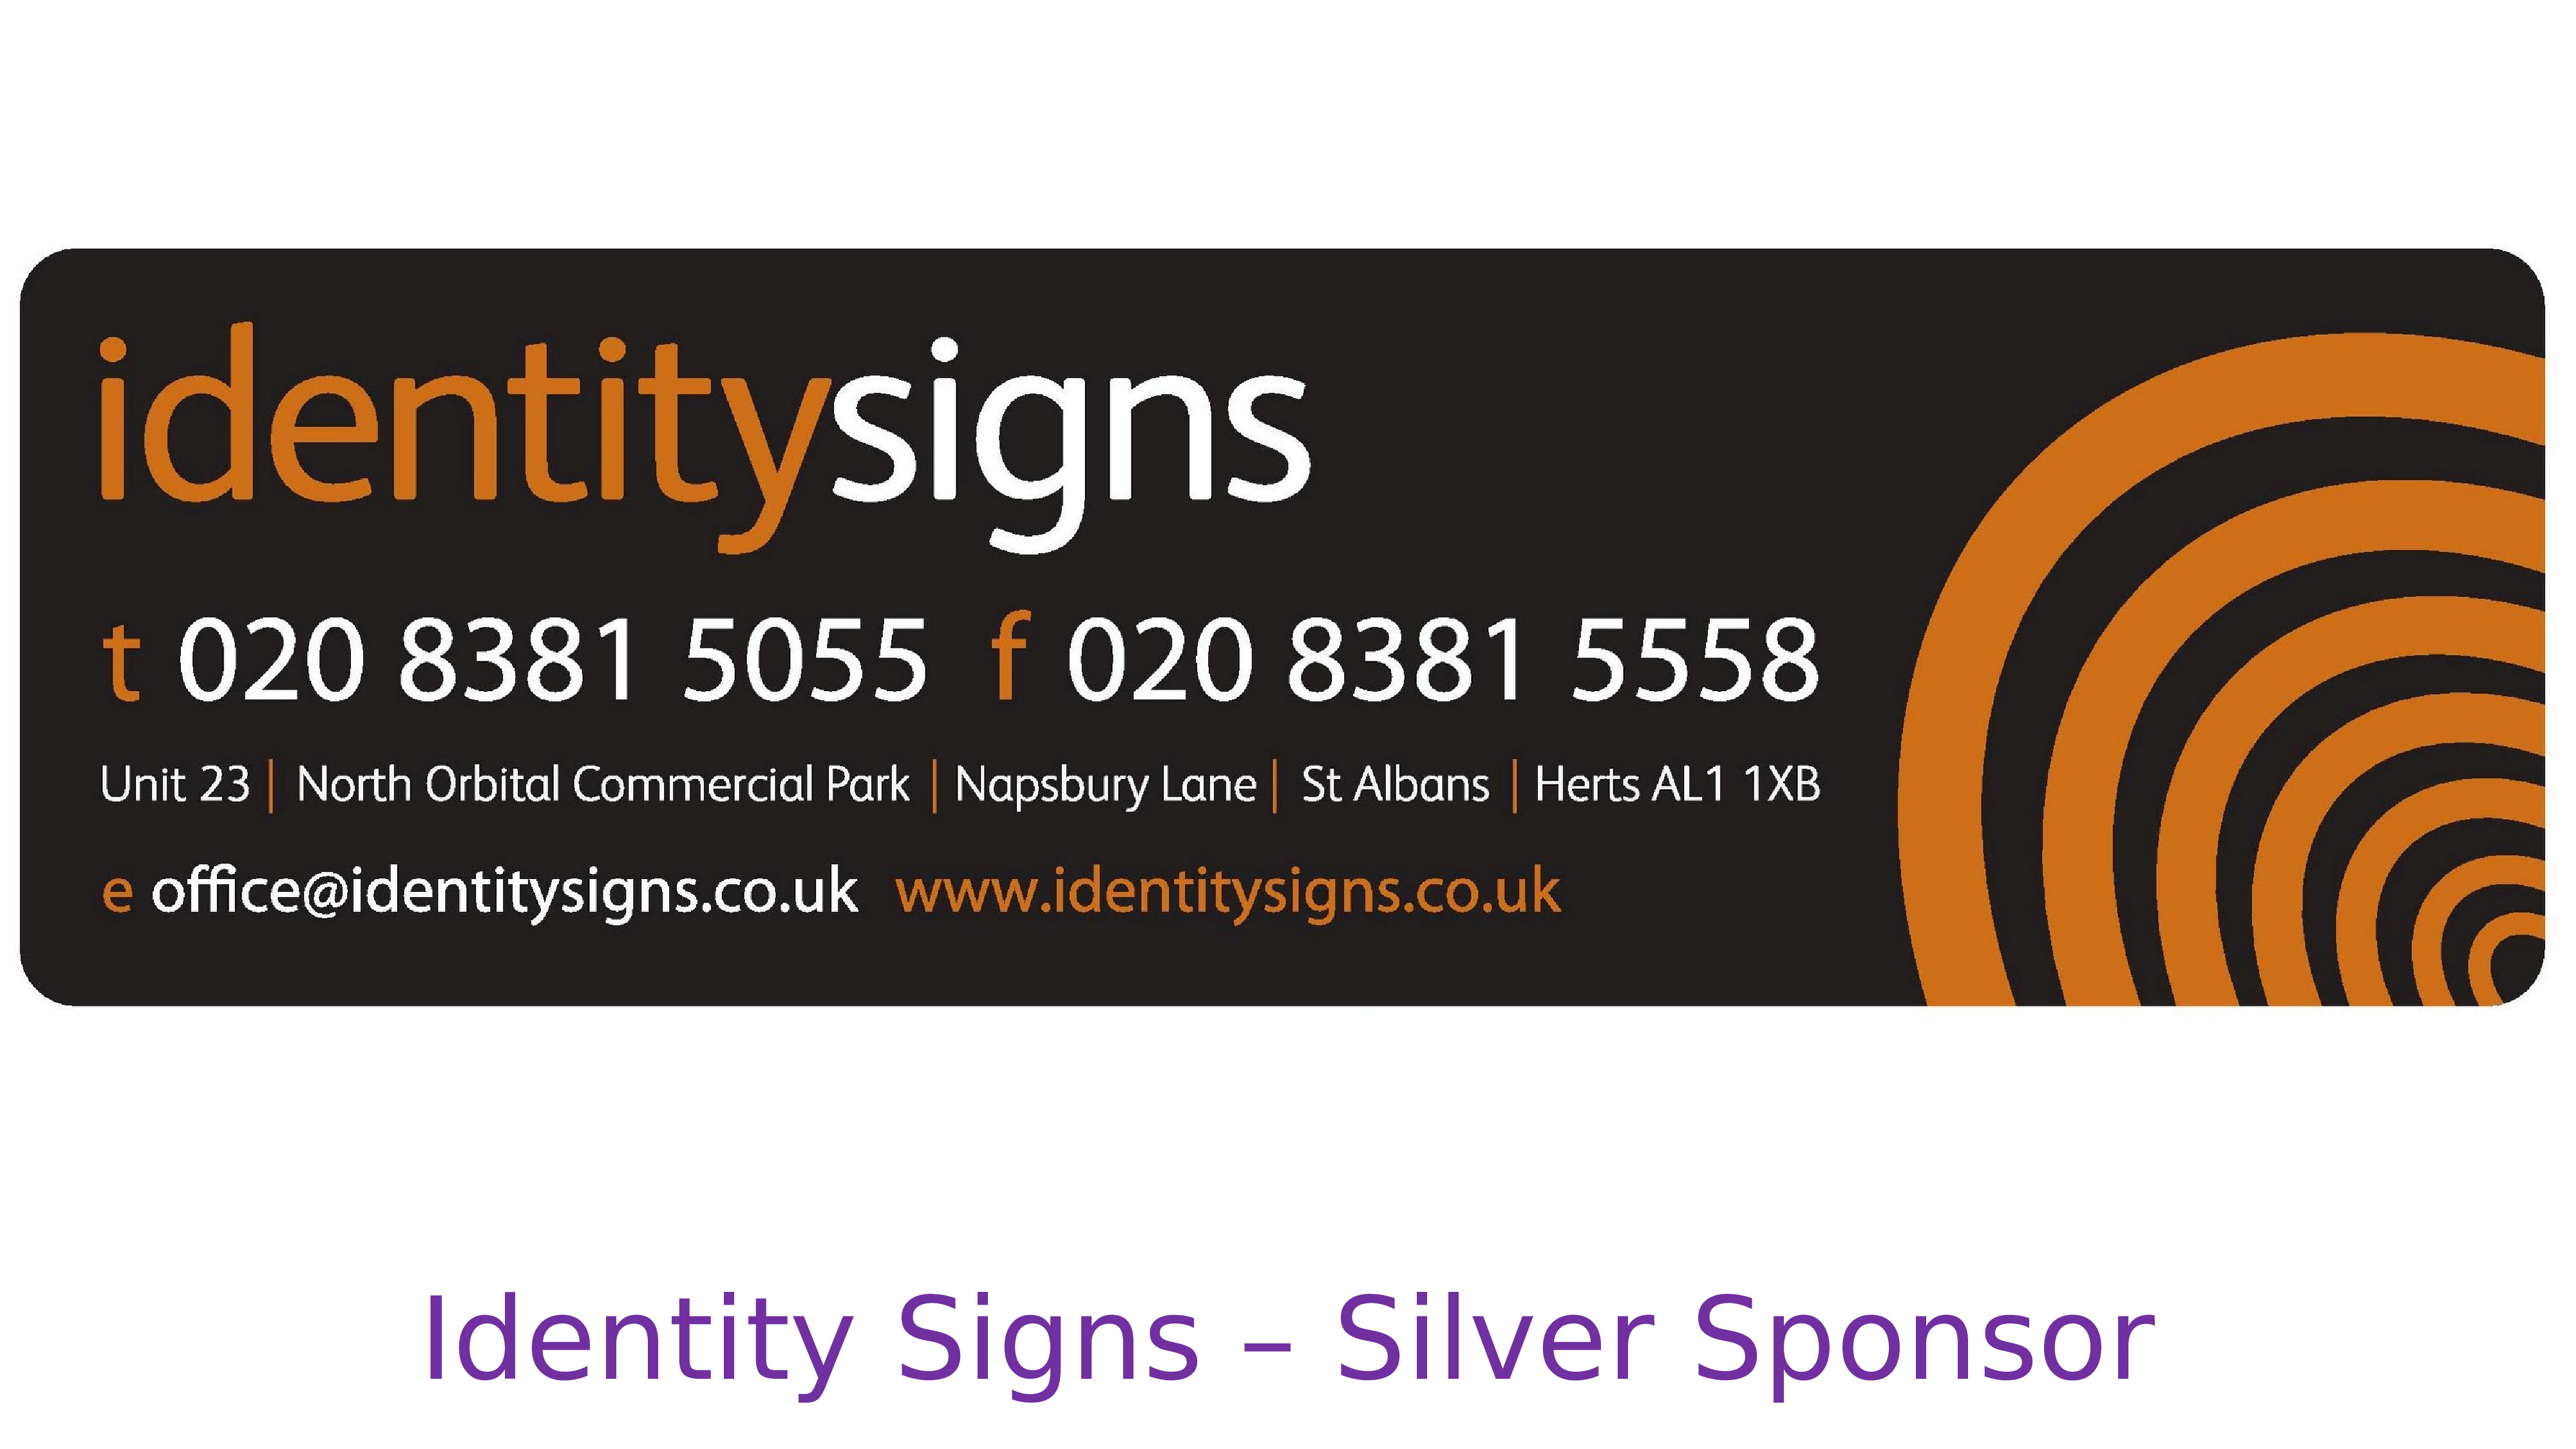 identitysigns
t 020 8381 5055 f 020 8381 5558
Unit 23 | North Orbital Commercial Park | Napsbury Lane | St Albans | Herts AL1 1XB
e office@identitysigns.co.uk www.identitysigns.co.uk
Identity Signs – Silver Sponsor